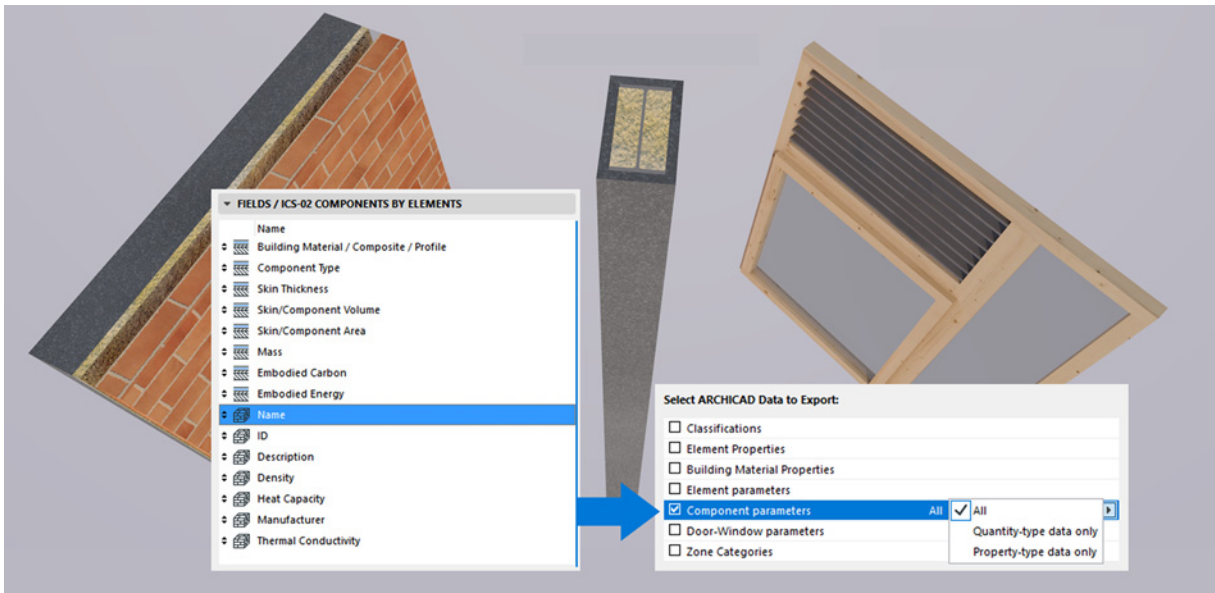 FIELDS / ICS-02 COMPONENTS BY ELEMENTS
Name
Building Material / Composite / Profile
Component Type
Skin Thickness
Skin/Component Volume
Skin/Component Area
Mass
Embodied Carbon
Embodied Energy
Name
ID
Description
Density
Heat Capacity
Manufacturer
Thermal Conductivity
Select ARCHICAD Data to Export:
Classifications
Element Properties
Building Material Properties
Element parameters
Component parameters All All
Door-Window parameters Quantity-type data only
Zone Categories Property-type data only